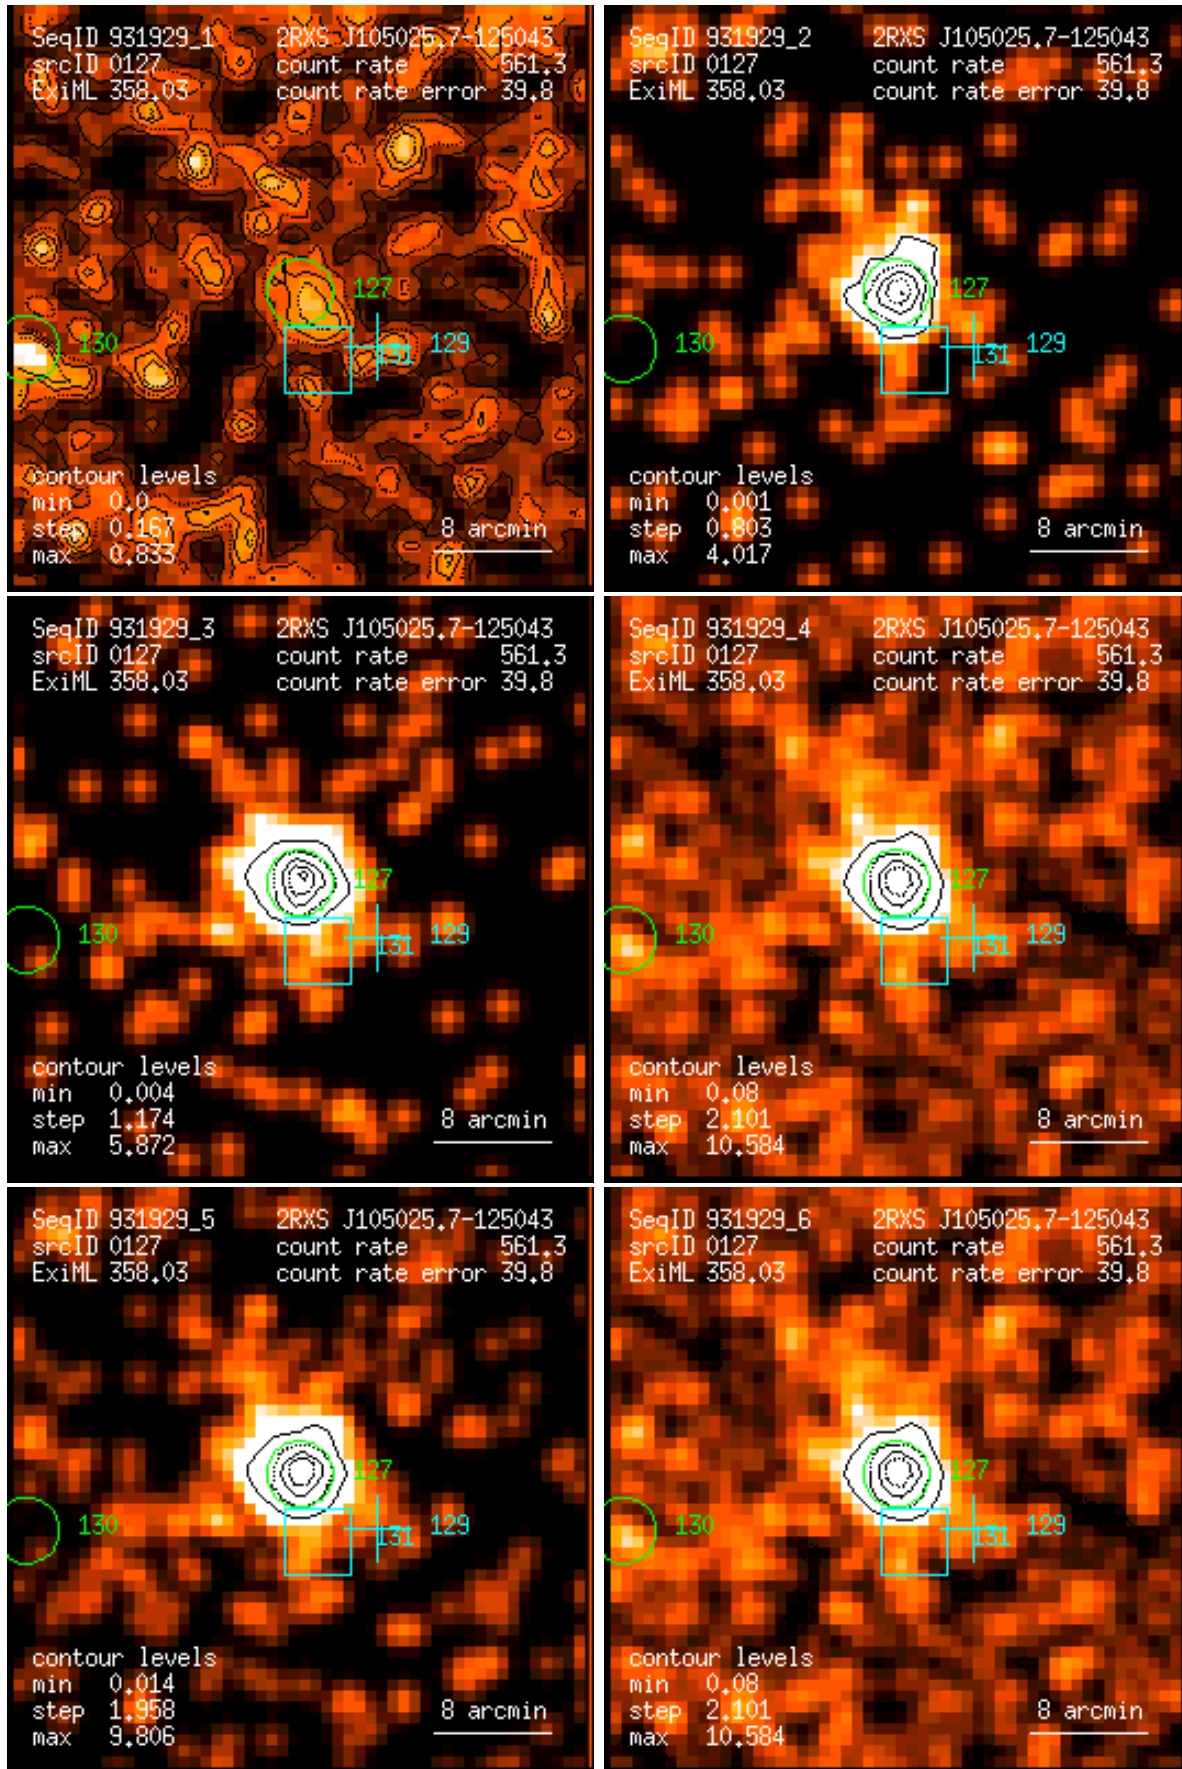 SeqID 931929_1 2RXS J105025.7-125043
srcID 0127 count rate 561.3
ExiML 358.03 count rate error 39.8
127
130 131 129
contour levels
min 0.0
step 0.167 8 arcmin
max 0.833
SeqID 931929_2 2RXS J105025.7-125043
srcID 0127 count rate 561.3
ExiML 358.03 count rate error 39.8
127
130 131 129
contour levels
min 0.001
step 0.803 8 arcmin
max 4.017
SeqID 931929_3 2RXS J105025.7-125043
srcID 0127 count rate 561.3
ExiML 358.03 count rate error 39.8
127
130 131 129
contour levels
min 0.004
step 1.174 8 arcmin
max 5.872
SeqID 931929_4 2RXS J105025.7-125043
srcID 0127 count rate 561.3
ExiML 358.03 count rate error 39.8
127
130 131 129
contour levels
min 0.08
step 2.101 8 arcmin
max 10.584
SeqID 931929_5 2RXS J105025.7-125043
srcID 0127 count rate 561.3
ExiML 358.03 count rate error 39.8
127
130 131 129
contour levels
min 0.014
step 1.958 8 arcmin
max 9.806
SeqID 931929_6 2RXS J105025.7-125043
srcID 0127 count rate 561.3
ExiML 358.03 count rate error 39.8
127
130 131 129
contour levels
min 0.08
step 2.101 8 arcmin
max 10.584